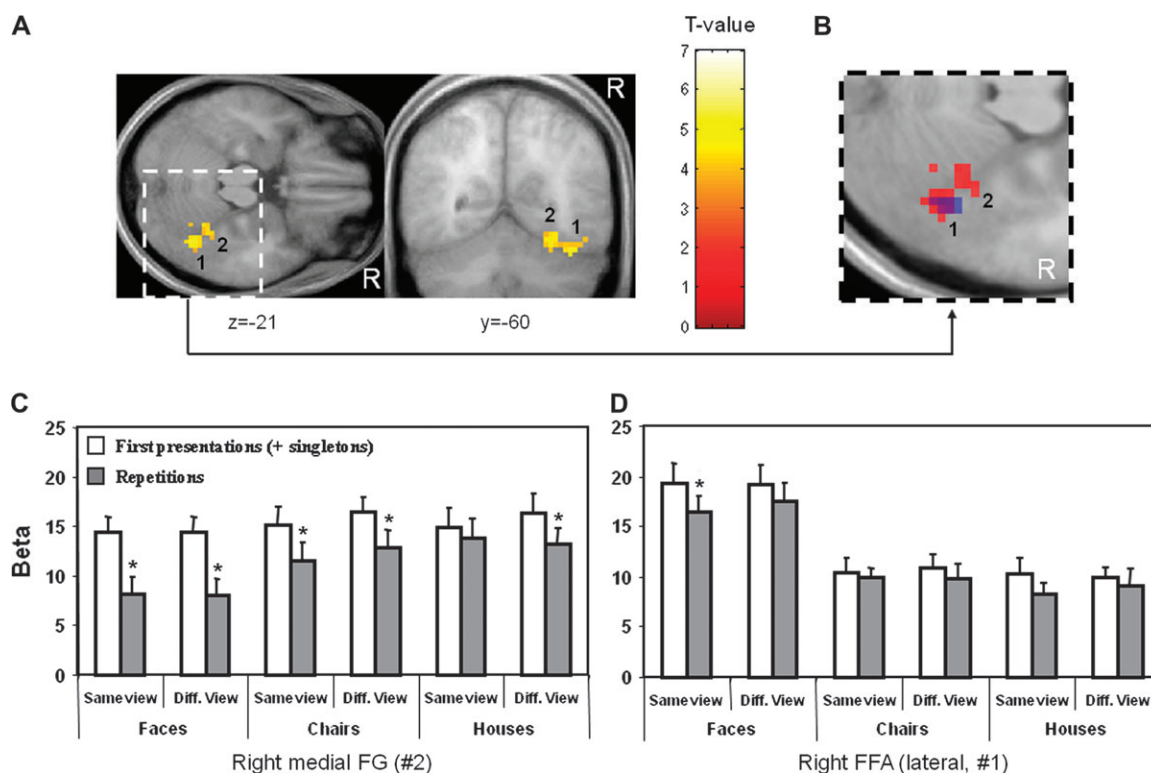 A
T-value
B
R
R
2
1
2
1
7
6
5
4
3
2
1
0
2
1
R
z=-21
y=-60
C
25
20
15
10
5
0
Beta
First presentations (+ singletons)
Repetitions
*
*
*
*
*
Same view
Diff. View
Same view
Diff. View
Same view
Diff. View
Faces
Chairs
Houses
Right medial FG (#2)
D
25
20
15
10
5
0
*
Same view
Diff. View
Same view
Diff. View
Same view
Diff. View
Faces
Chairs
Houses
Right FFA (lateral, #1)